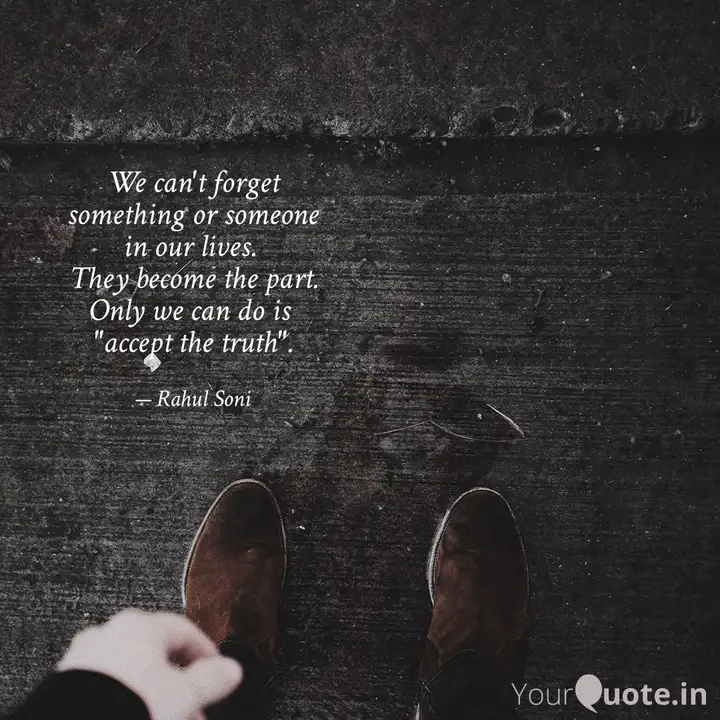 We can't forget
something or someone
in our lives.
They become the part.
Only we can do is
"accept the truth".
— Rahul Soni
YourQuote.in